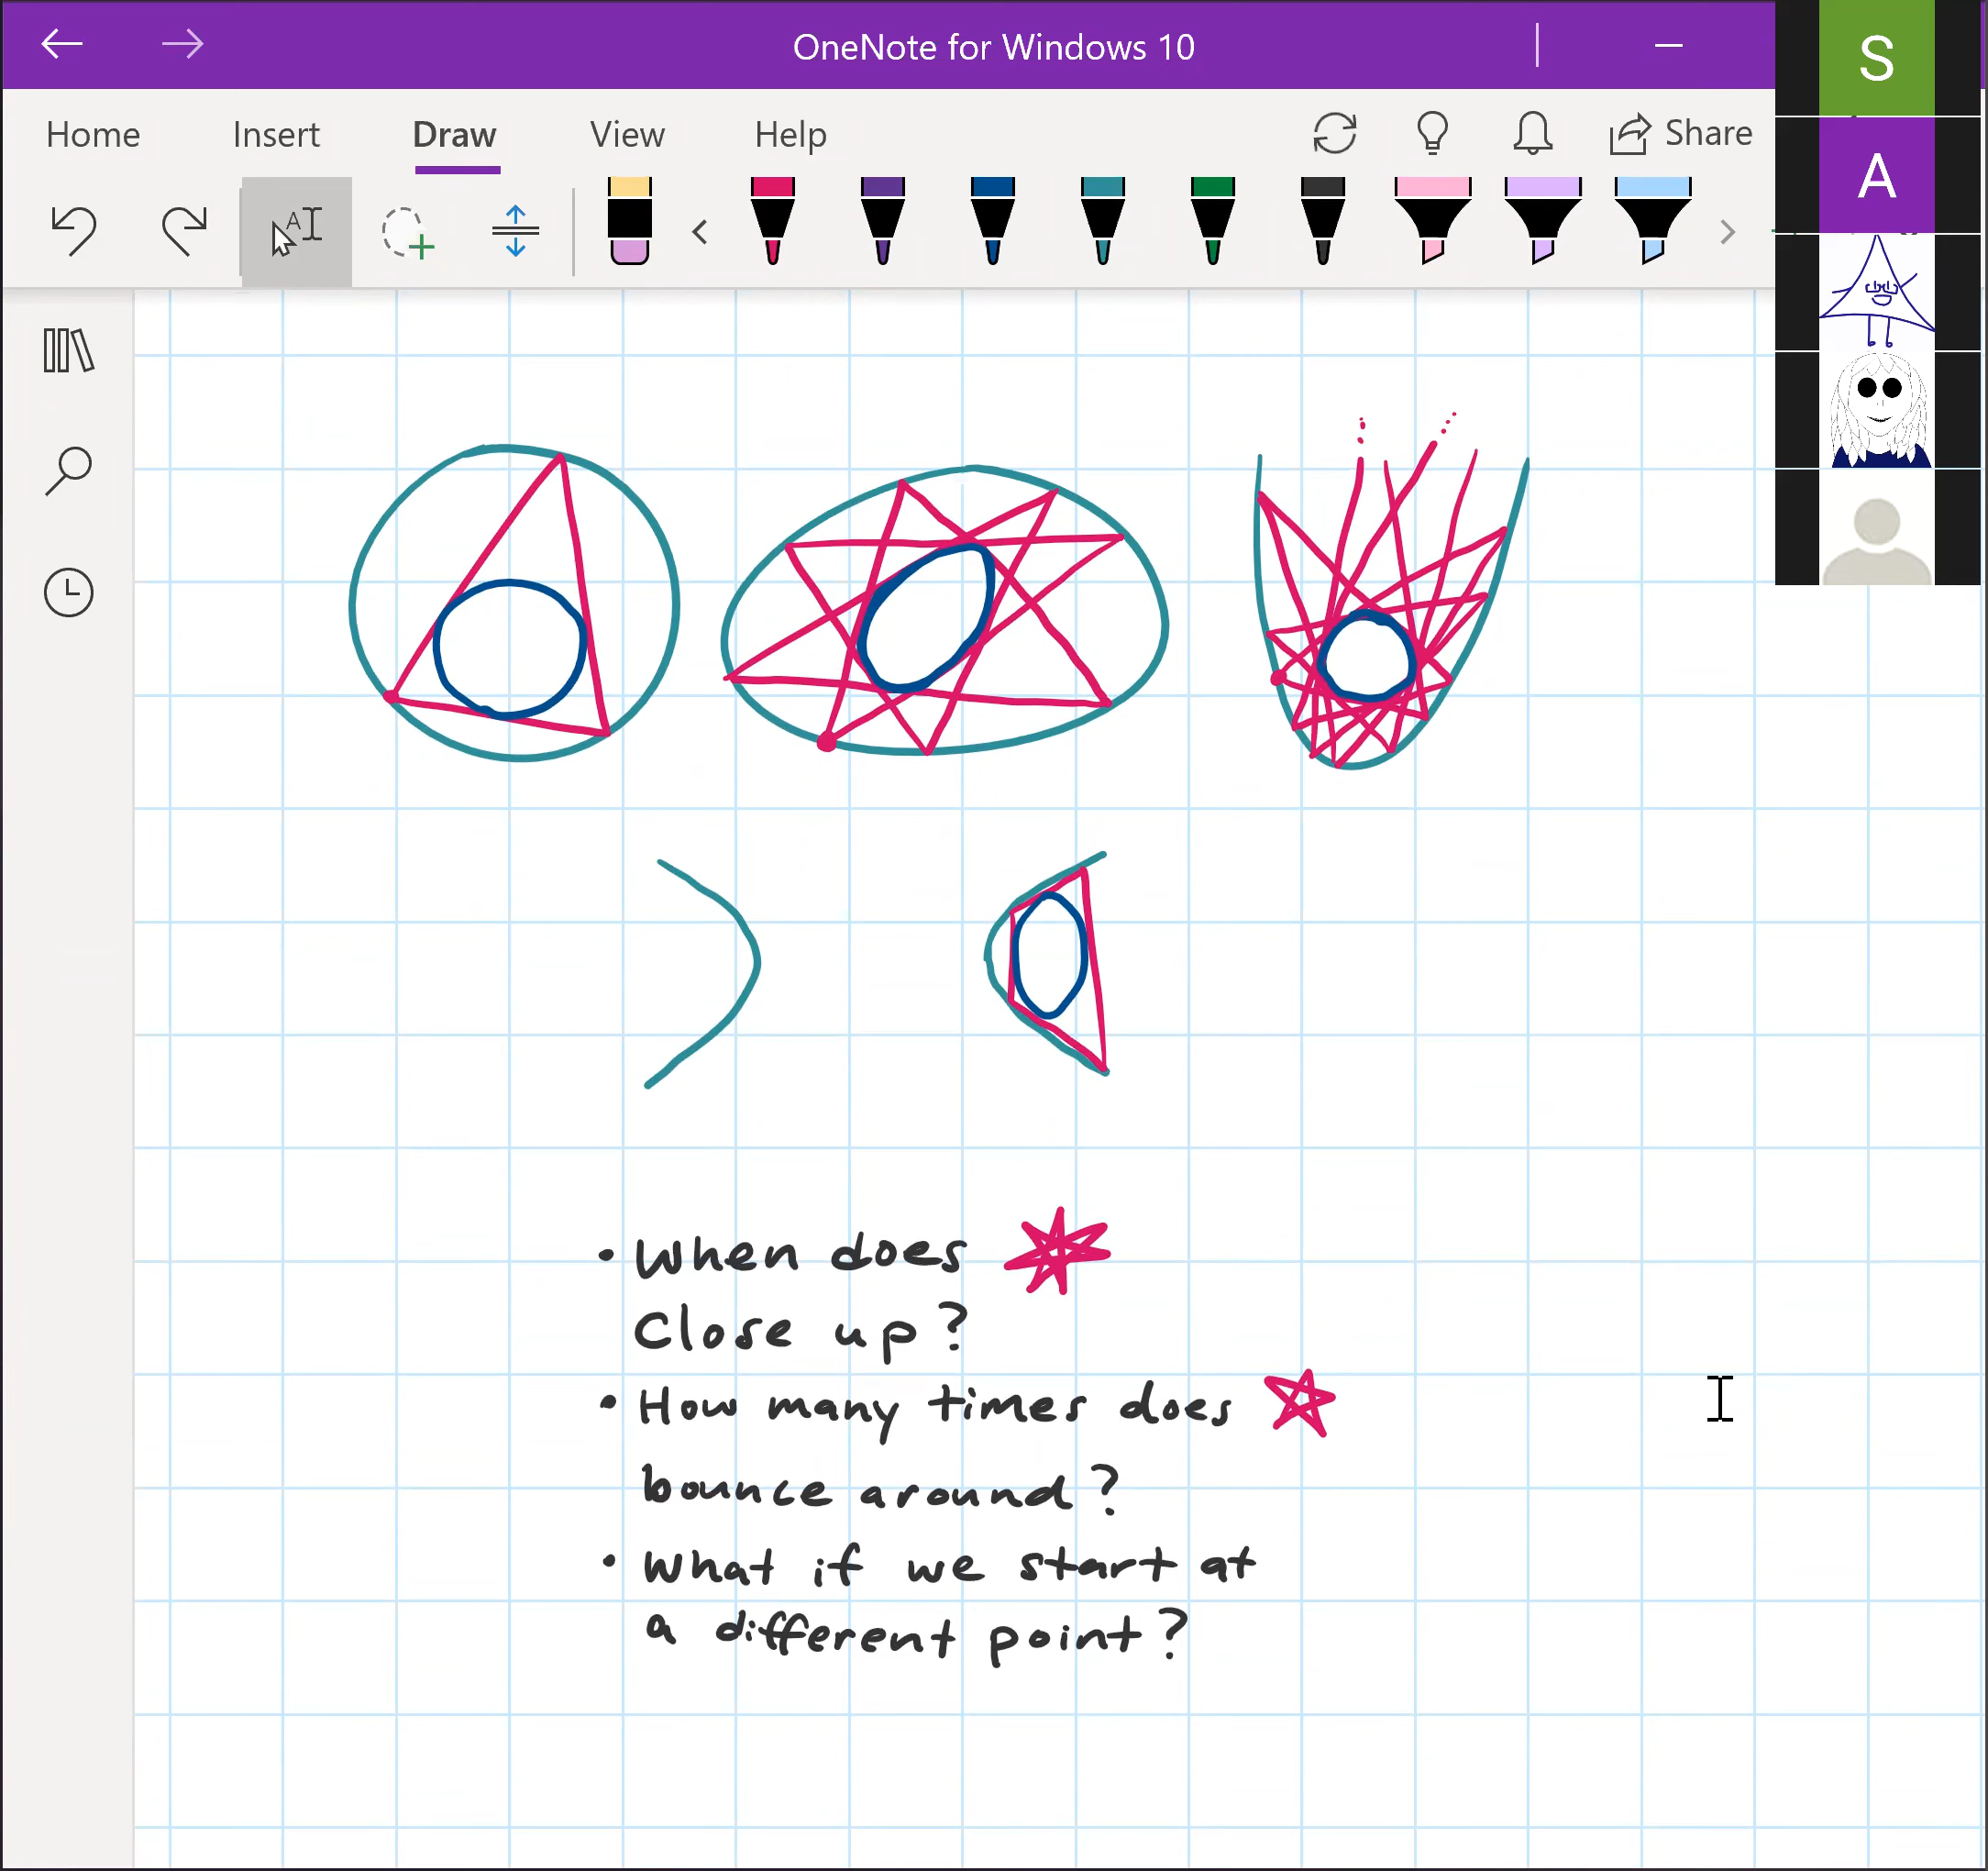 OneNote for Windows 10
S
Home Insert Draw View Help Share
A
A
• When does
Close up?
• How many times does
bounce around?
• What if we start at
a different point?